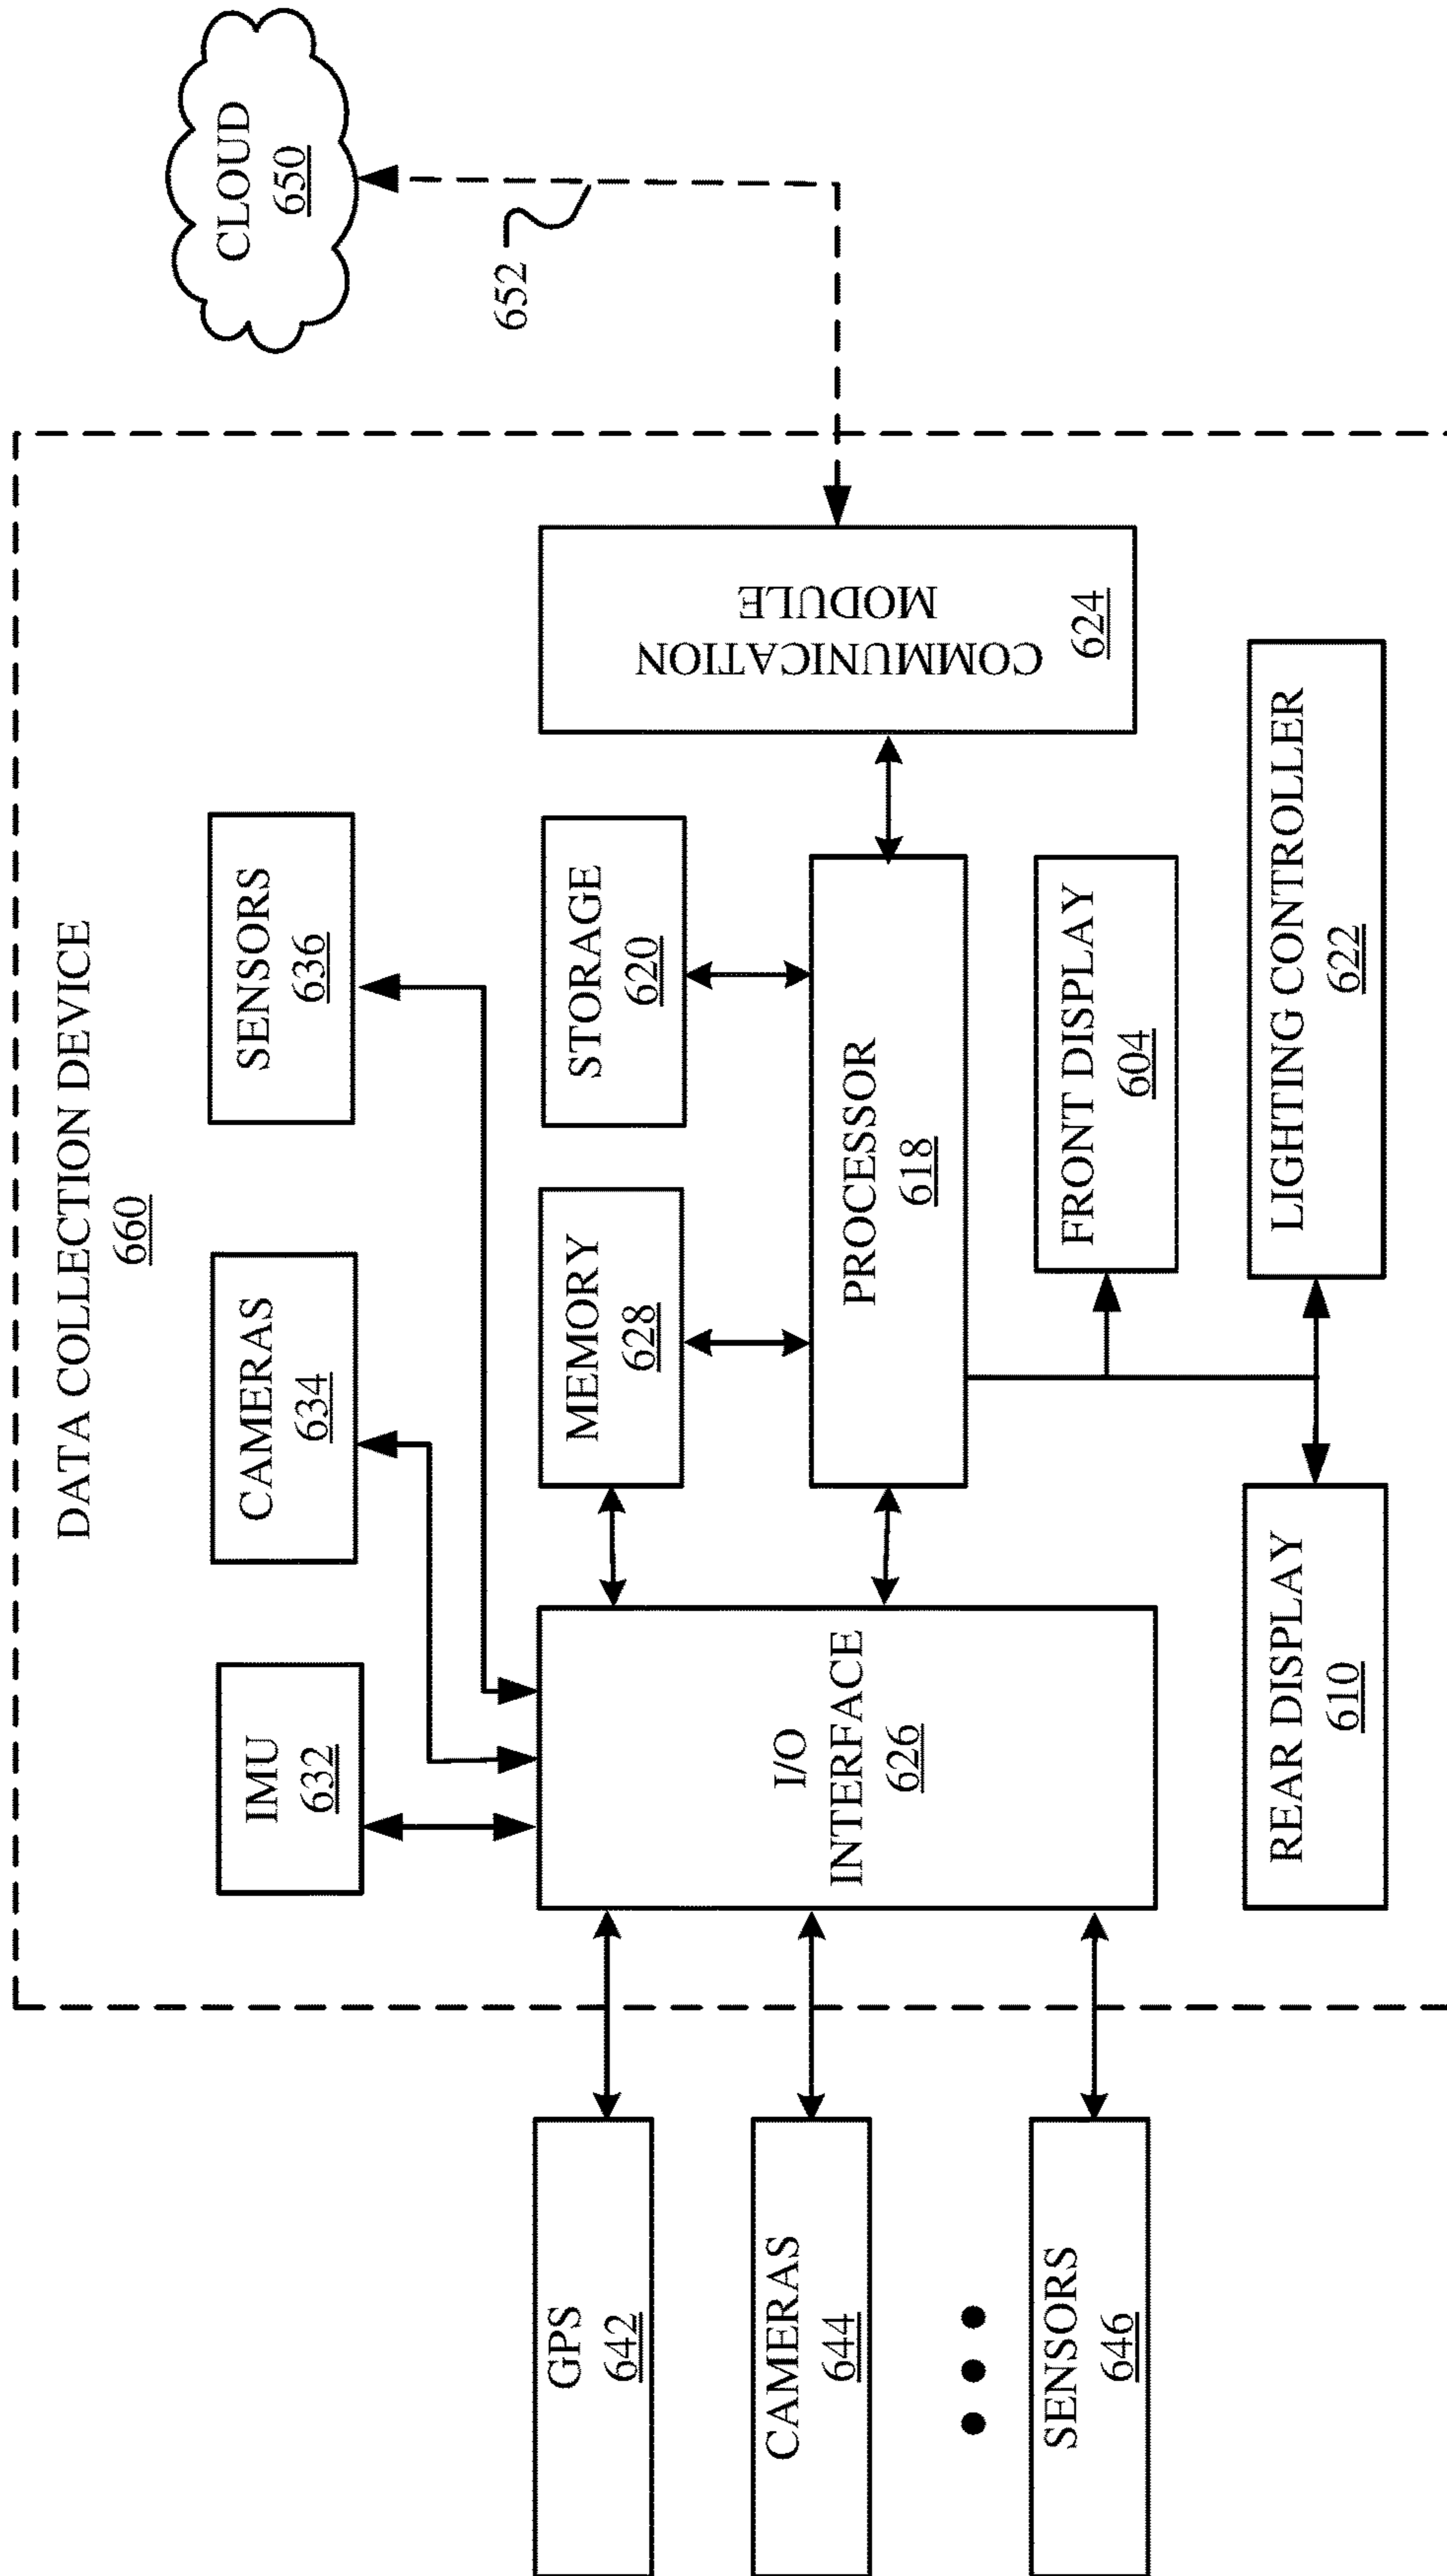 DATA COLLECTION DEVICE
660
GPS
642
CAMERAS
644
SENSORS
646
IMU
632
CAMERAS
634
SENSORS
636
I/O
INTERFACE
626
MEMORY
628
STORAGE
620
PROCESSOR
618
COMMUNICATION
MODULE
624
FRONT DISPLAY
604
REAR DISPLAY
610
LIGHTING CONTROLLER
622
CLOUD
650
652